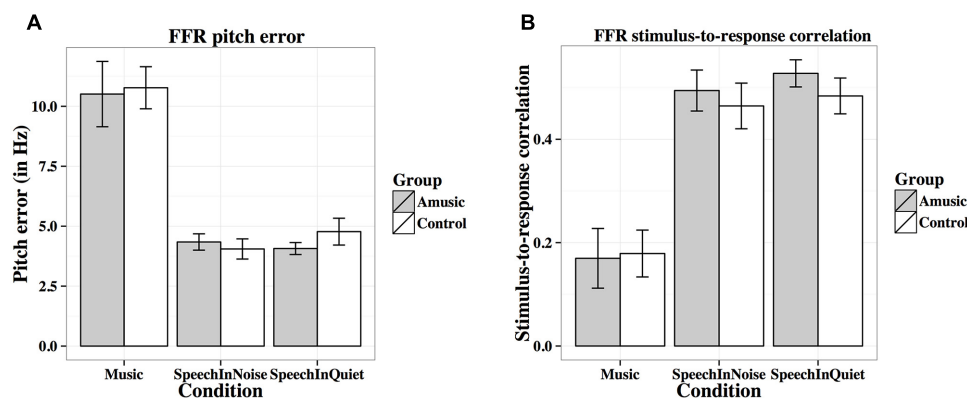 A
FFR pitch error
Pitch error (in Hz)
10.0
7.5
5.0
2.5
0.0
Music
SpeechInNoise
SpeechInQuiet
Condition
Group
Amusic
Control
B
FFR stimulus-to-response correlation
Stimulus-to-response correlation
0.4
0.2
0.0
Music
SpeechInNoise
SpeechInQuiet
Condition
Group
Amusic
Control